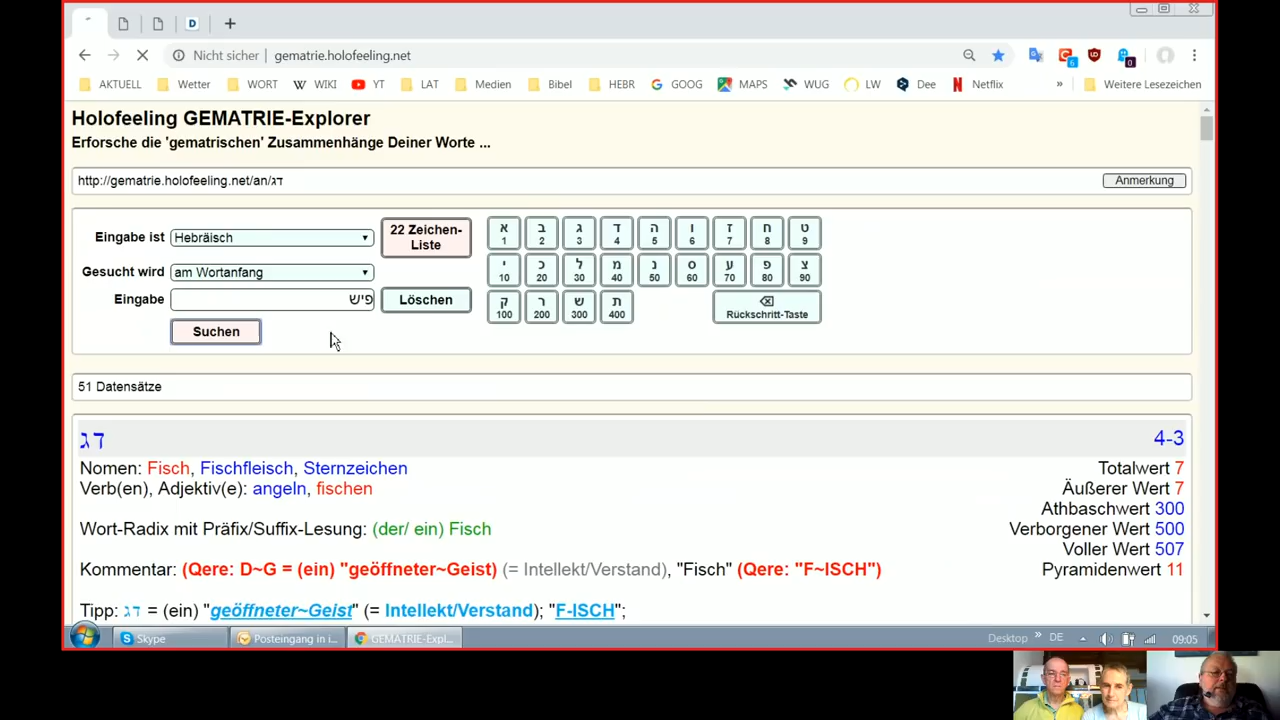 D
Nicht sicher | gematrie.holofeeling.net
AKTUELL Wetter WORT W WIKI YT LAT Medien Bibel HEBR G GOOG MAPS WUG LW Dee N Netflix » Weitere Lesezeichen
Holofeeling GEMATRIE-Explorer
Erforsche die 'gematrischen' Zusammenhänge Deiner Worte ...
http://gematrie.holofeeling.net/an/דג
Anmerkung
Eingabe ist Hebräisch
22 Zeichen-Liste
Gesucht wird am Wortanfang
Eingabe פיש
Löschen
Suchen
א ב ג ד ה ו ז ח ט
1 2 3 4 5 6 7 8 9
י כ ל מ נ ס ע פ צ
10 20 30 40 50 60 70 80 90
ק ר ש ת
100 200 300 400
Rückschritt-Taste
51 Datensätze
דג 4-3
Nomen: Fisch, Fischfleisch, Sternzeichen
Totalwert 7
Verb(en), Adjektiv(e): angeln, fischen
Äußerer Wert 7
Athbaschwert 300
Wort-Radix mit Präfix/Suffix-Lesung: (der/ ein) Fisch
Verborgener Wert 500
Voller Wert 507
Kommentar: (Qere: D~G = (ein) "geöffneter~Geist) (= Intellekt/Verstand), "Fisch" (Qere: "F~ISCH")
Pyramidenwert 11
Tipp: דג = (ein) "geöffneter~Geist" (= Intellekt/Verstand); "F-ISCH";
Skype Posteingang in i... GEMATRIE-Expl... Desktop » DE 09:05